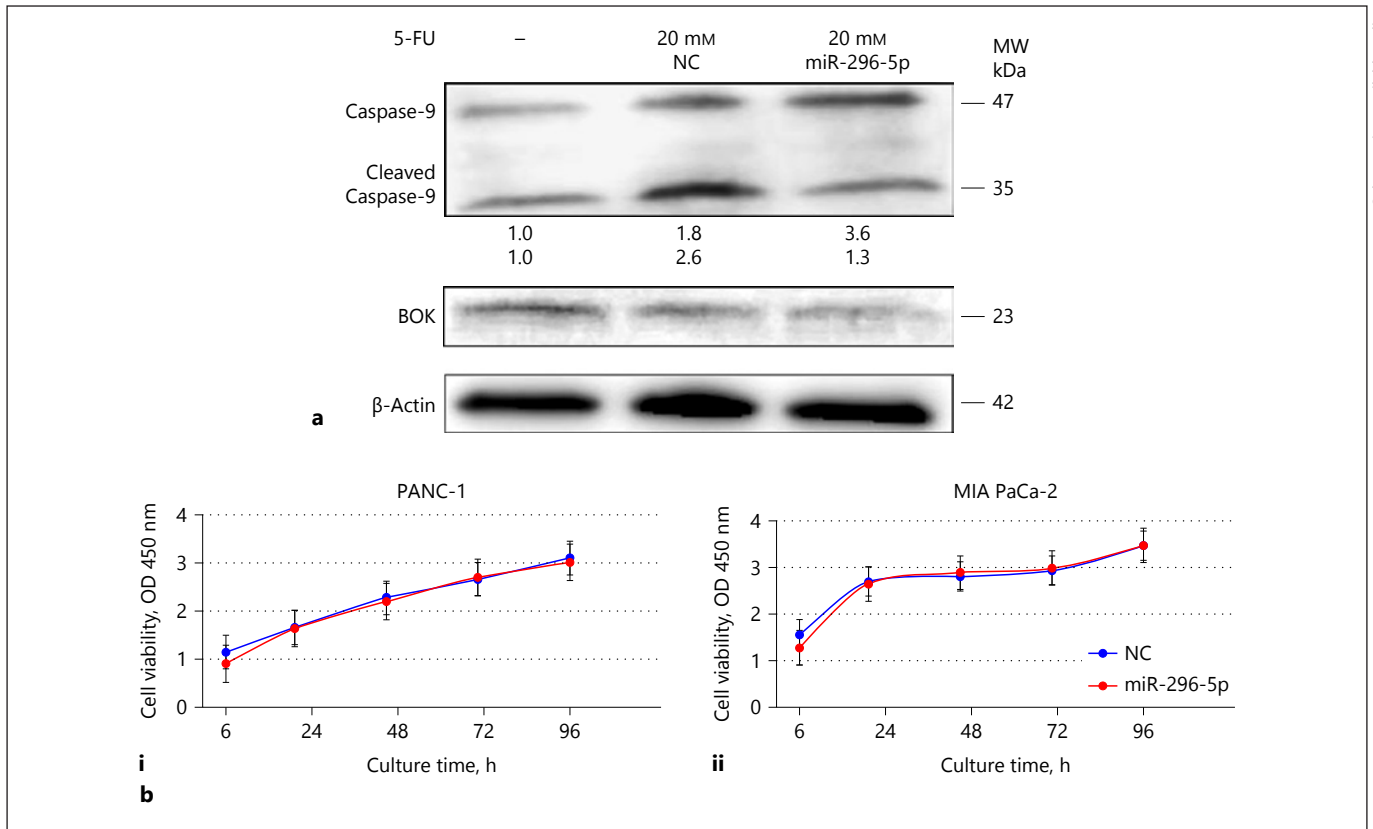 5-FU – 20 mM 20 mM MW
NC miR-296-5p kDa
Caspase-9 47
Cleaved
Caspase-9 35
1.0 1.8 3.6
1.0 2.6 1.3
BOK 23
β-Actin 42
a
PANC-1
Cell viability, OD 450 nm
4
3
2
1
0
6 24 48 72 96
Culture time, h
i
MIA PaCa-2
Cell viability, OD 450 nm
4
3
2
1
0
NC
miR-296-5p
6 24 48 72 96
Culture time, h
ii
b